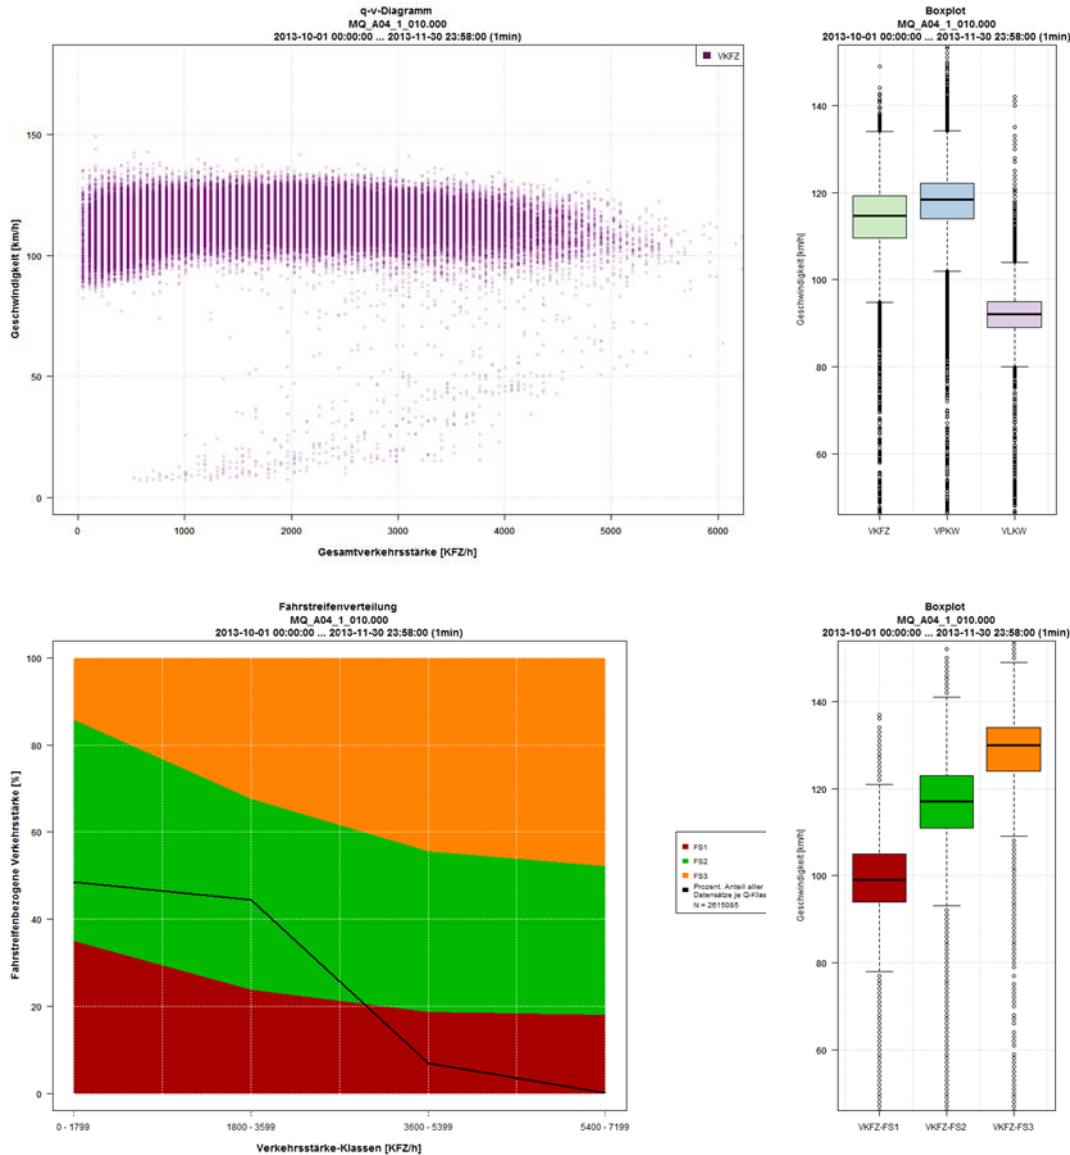 q-v-Diagramm
MQ_A04_1_010.000
2013-10-01 00:00:00 ... 2013-11-30 23:58:00 (1min)
VKFZ
Geschwindigkeit [km/h]
150
100
50
0
0 1000 2000 3000 4000 5000 6000
Gesamtverkehrsstärke [KFZ/h]
Boxplot
MQ_A04_1_010.000
2013-10-01 00:00:00 ... 2013-11-30 23:58:00 (1min)
Geschwindigkeit [km/h]
140
120
100
80
60
VKFZ VPKW VLKW
Fahrstreifenverteilung
MQ_A04_1_010.000
2013-10-01 00:00:00 ... 2013-11-30 23:58:00 (1min)
Fahrstreifenbezogene Verkehrsstärke [%]
100
80
60
40
20
0
0 - 1799 1800 - 3599 3600 - 5399 5400 - 7199
Verkehrsstärke-Klassen [KFZ/h]
FS1
FS2
FS3
Prozent. Anteil aller
Datensätze je Q-Klas
N = 2615085
Boxplot
MQ_A04_1_010.000
2013-10-01 00:00:00 ... 2013-11-30 23:58:00 (1min)
Geschwindigkeit [km/h]
140
120
100
80
60
VKFZ-FS1 VKFZ-FS2 VKFZ-FS3